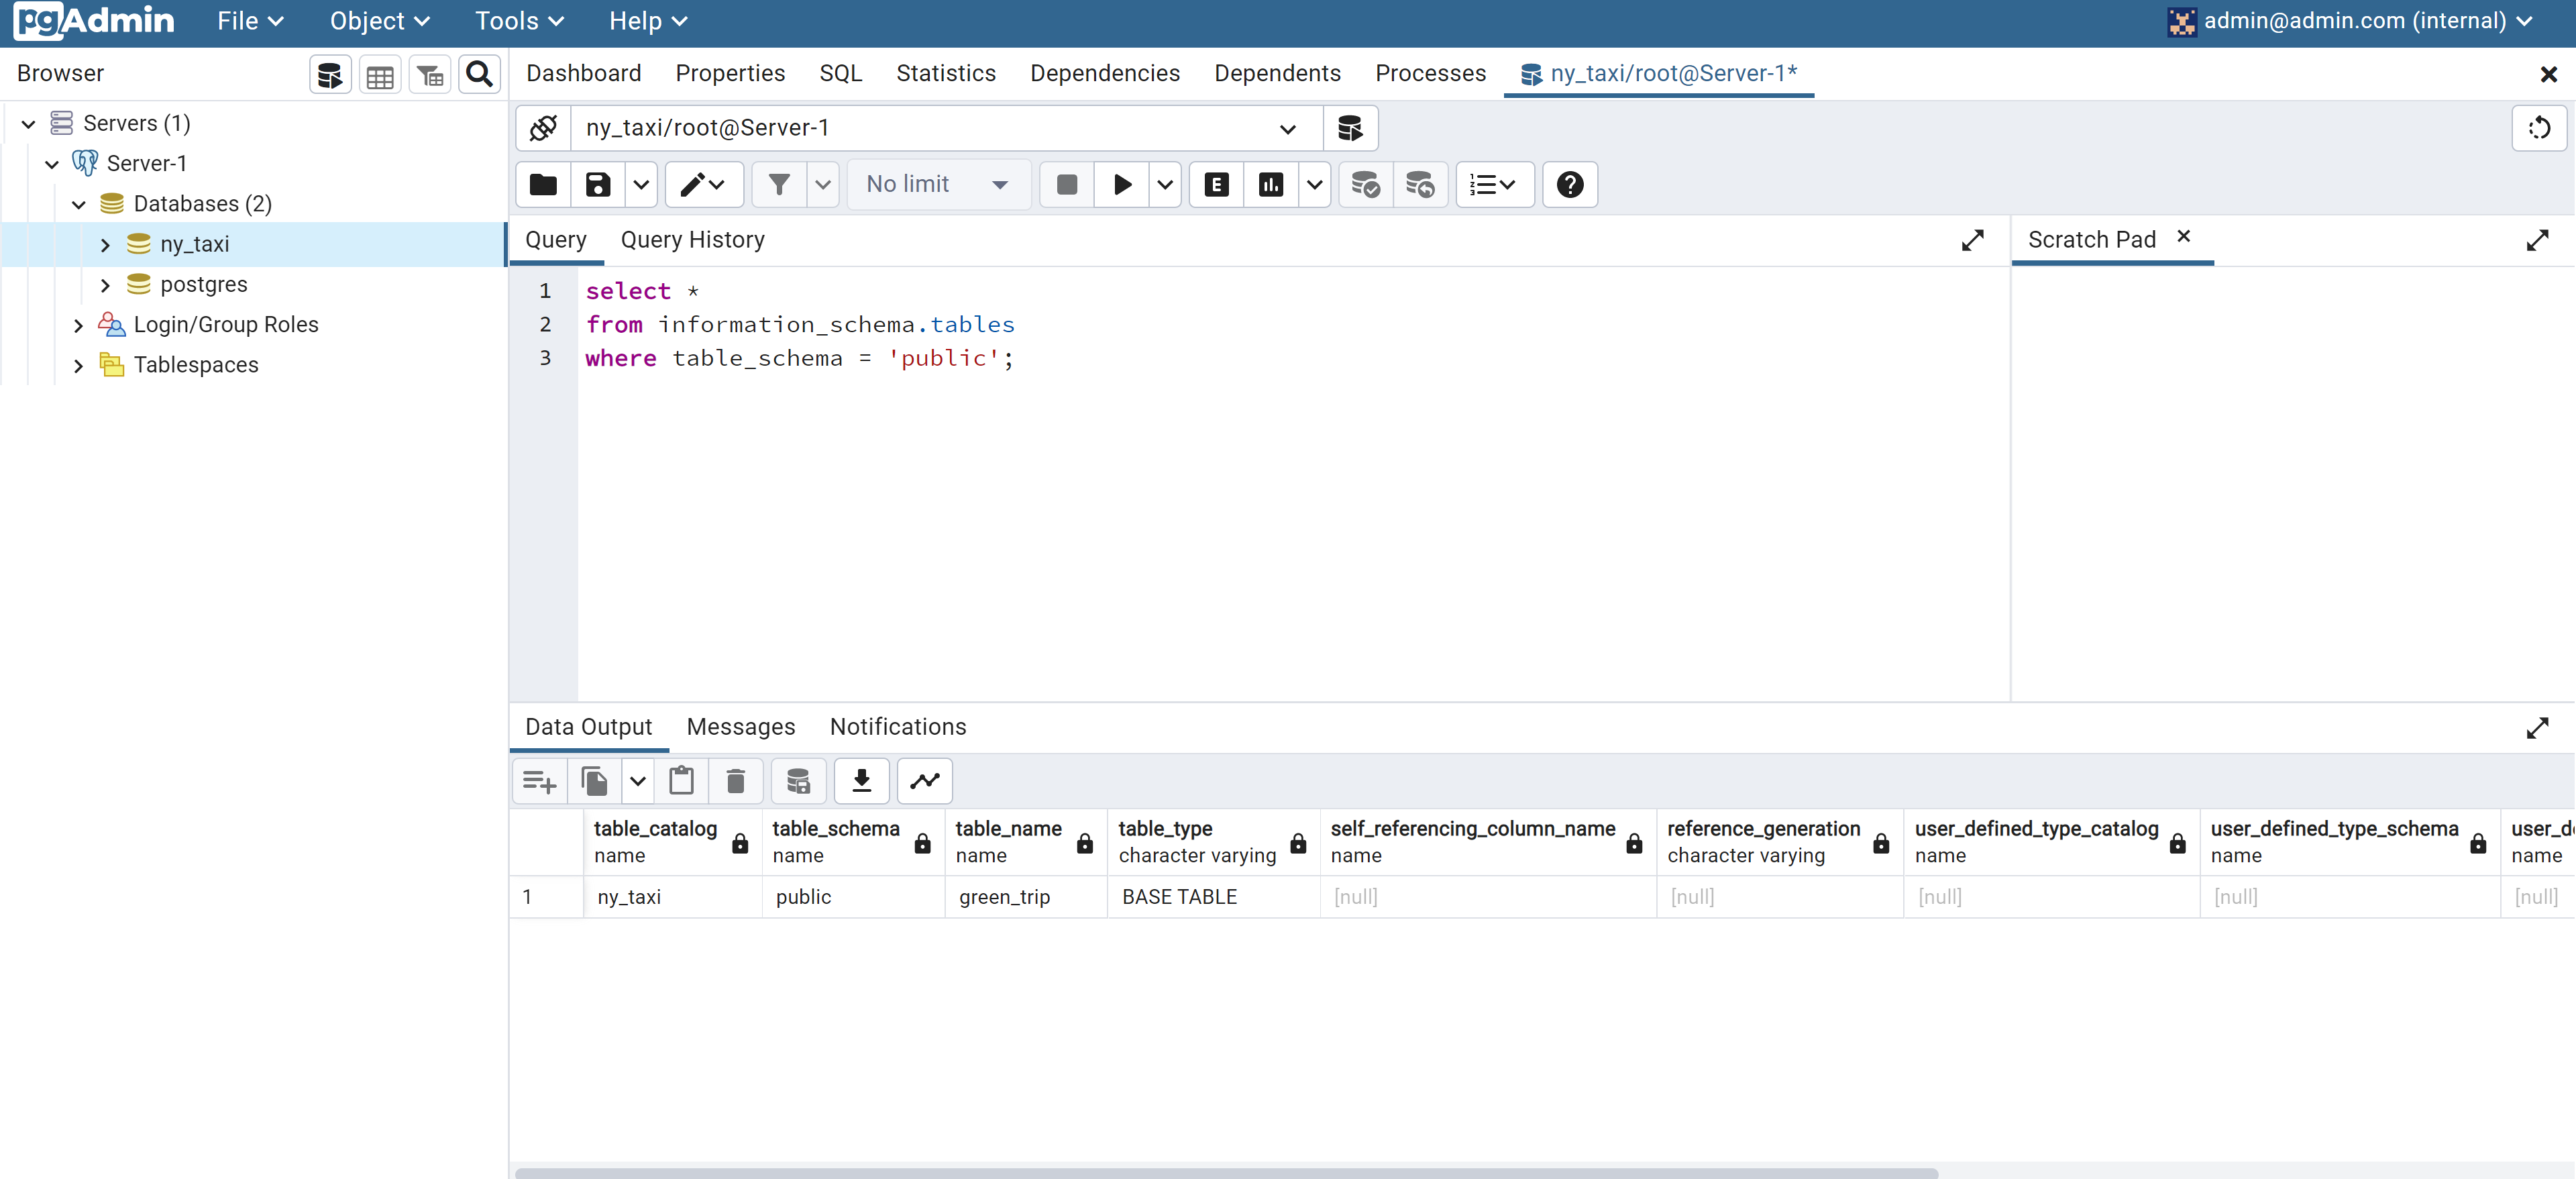 pgAdmin File Object Tools Help admin@admin.com (internal)
Browser
Dashboard Properties SQL Statistics Dependencies Dependents Processes ny_taxi/root@Server-1*
Servers (1)
Server-1
Databases (2)
ny_taxi
postgres
Login/Group Roles
Tablespaces
ny_taxi/root@Server-1
No limit
E
Query Query History
Scratch Pad
1 select *
2 from information_schema.tables
3 where table_schema = 'public';
Data Output Messages Notifications
table_catalog table_schema table_name table_type self_referencing_column_name reference_generation user_defined_type_catalog user_defined_type_schema
name name name character varying name character varying name name name
1 ny_taxi public green_trip BASE TABLE [null] [null] [null] [null] [null]